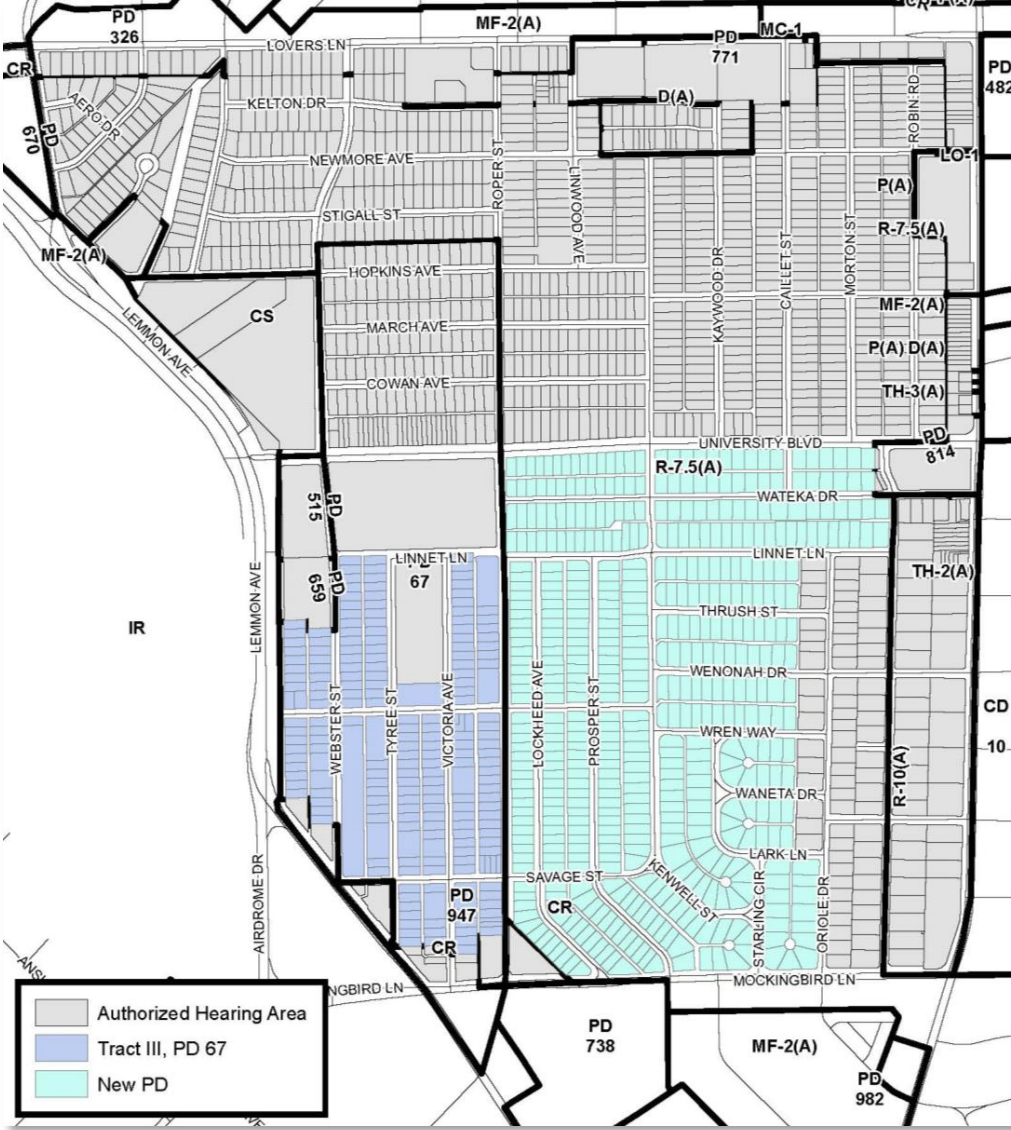 PD
326
MF-2(A)
LOVERS LN
PD
771
MC-1
CR
PD
482
AERO DR
KELTON DR
D(A)
ROBIN RD
PD
670
NEWMORE AVE
ROPER ST
LINWOOD AVE
LO-1
P(A)
STIGALL ST
R-7.5(A)
MF-2(A)
HOPKINS AVE
KAYWOOD DR
CAILLET ST
MORTON ST
MF-2(A)
CS
LEMMON AVE
MARCH AVE
P(A) D(A)
COWAN AVE
TH-3(A)
UNIVERSITY BLVD
PD
814
R-7.5(A)
PD
515
WATEKA DR
LINNET LN
LINNET LN
PD
659
67
TH-2(A)
THRUSH ST
IR
LEMMON AVE
WENONAH DR
WEBSTER ST
TYREE ST
VICTORIA AVE
LOCKHEED AVE
PROSPER ST
CD
10
WREN WAY
R-10(A)
WANETA DR
LARK LN
SAVAGE ST
KENWELL ST
STARLING CIR
ORIOLE DR
AIRDROME DR
PD
947
CR
CR
MOCKINGBIRD LN
NGBIRD LN
Authorized Hearing Area
Tract III, PD 67
New PD
PD
738
MF-2(A)
PD
982